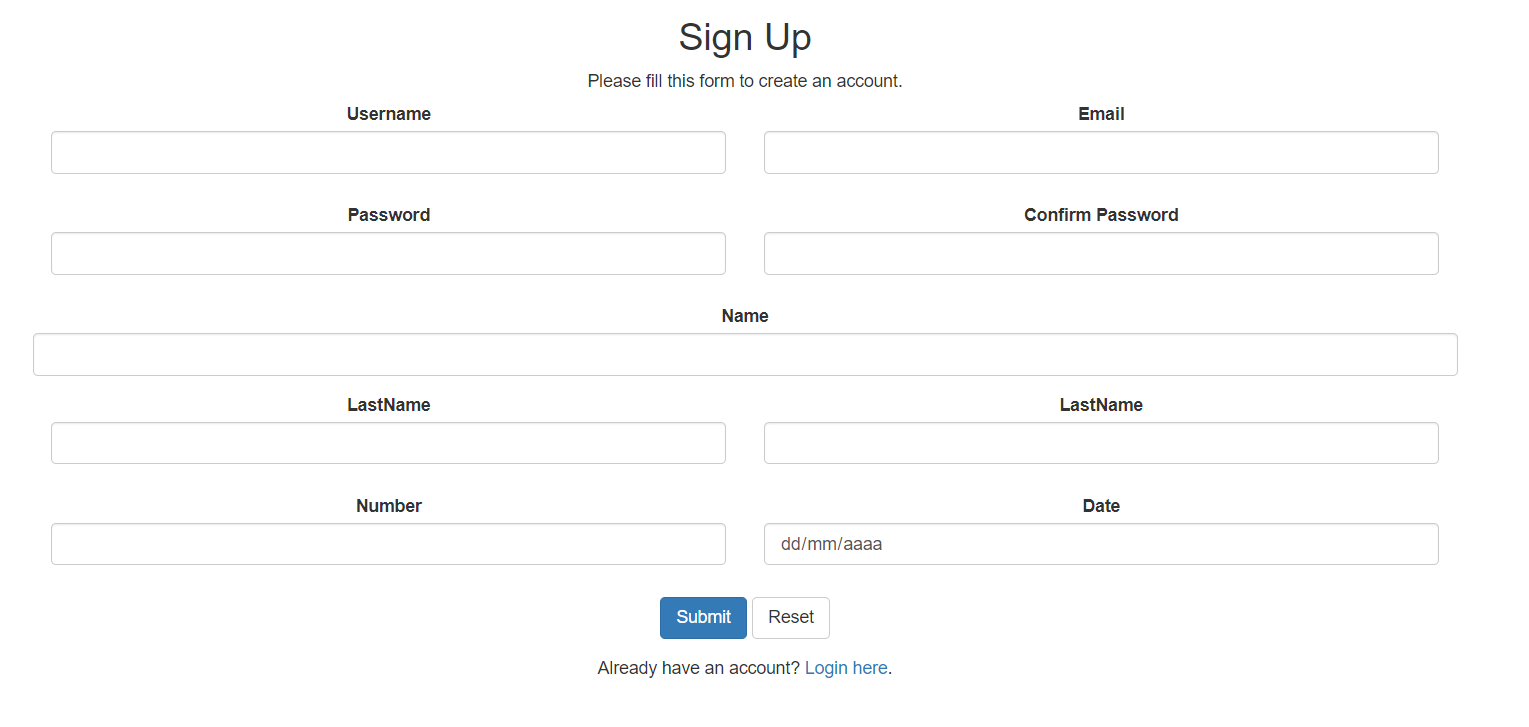 Sign Up
Please fill this form to create an account.
Username
Email
Password
Confirm Password
Name
LastName
LastName
Number
Date
dd/mm/aaaa
Submit
Reset
Already have an account? Login here.